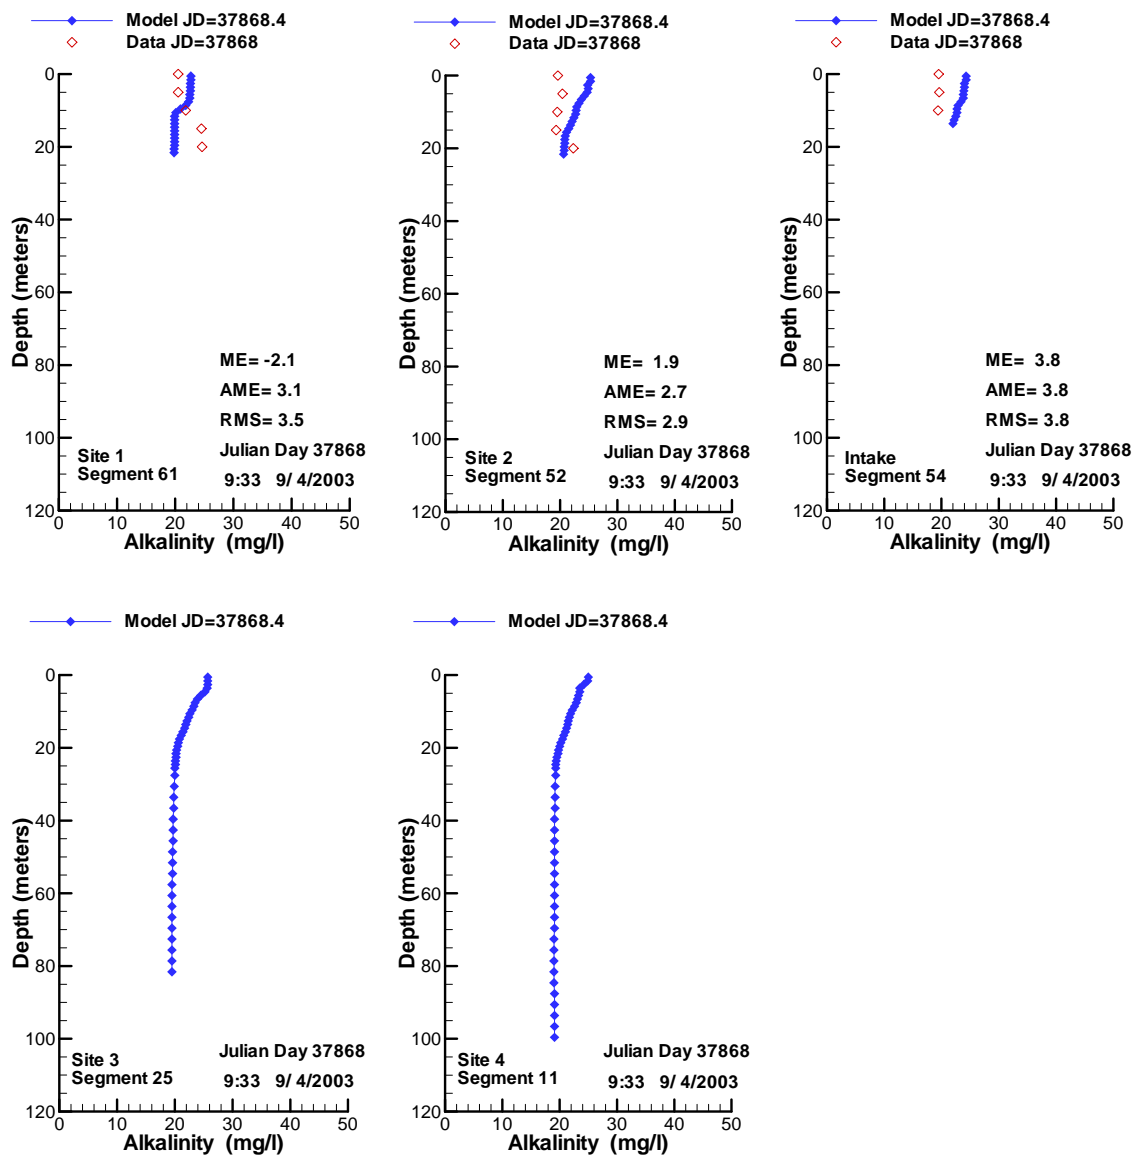 Model JD=37868.4
Data JD=37868
0
20
40
60
80
100
120
Depth (meters)
ME= -2.1
AME= 3.1
RMS= 3.5
Julian Day 37868
9:33 9/ 4/2003
Site 1
Segment 61
0 10 20 30 40 50
Alkalinity (mg/l)
Model JD=37868.4
Data JD=37868
0
20
40
60
80
100
120
Depth (meters)
ME= 1.9
AME= 2.7
RMS= 2.9
Julian Day 37868
9:33 9/ 4/2003
Site 2
Segment 52
0 10 20 30 40 50
Alkalinity (mg/l)
Model JD=37868.4
Data JD=37868
0
20
40
60
80
100
120
Depth (meters)
ME= 3.8
AME= 3.8
RMS= 3.8
Julian Day 37868
9:33 9/ 4/2003
Intake
Segment 54
0 10 20 30 40 50
Alkalinity (mg/l)
Model JD=37868.4
0
20
40
60
80
100
120
Depth (meters)
Julian Day 37868
9:33 9/ 4/2003
Site 3
Segment 25
0 10 20 30 40 50
Alkalinity (mg/l)
Model JD=37868.4
0
20
40
60
80
100
120
Depth (meters)
Julian Day 37868
9:33 9/ 4/2003
Site 4
Segment 11
0 10 20 30 40 50
Alkalinity (mg/l)